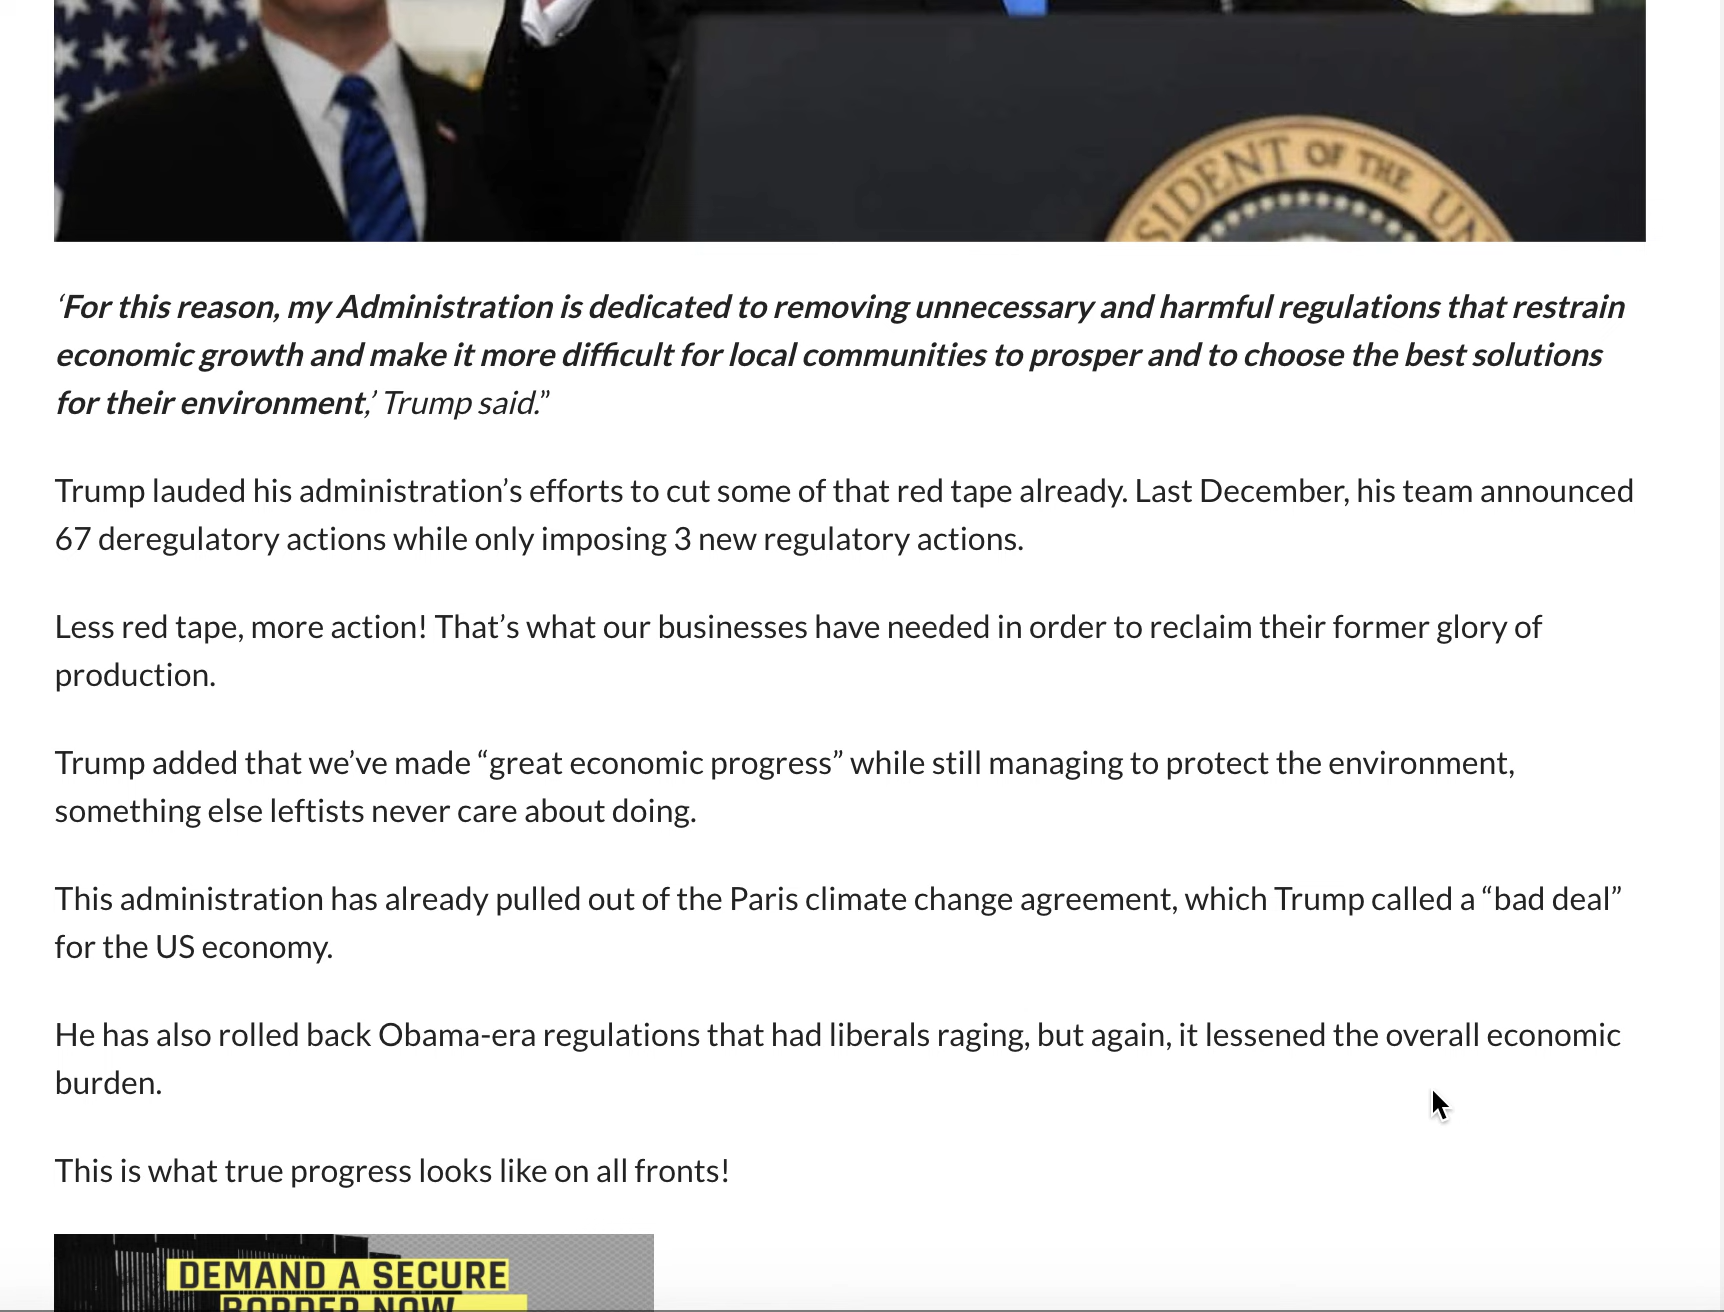 SIDENT OF THE UN
‘For this reason, my Administration is dedicated to removing unnecessary and harmful regulations that restrain
economic growth and make it more difficult for local communities to prosper and to choose the best solutions
for their environment,’ Trump said.”
Trump lauded his administration’s efforts to cut some of that red tape already. Last December, his team announced
67 deregulatory actions while only imposing 3 new regulatory actions.
Less red tape, more action! That’s what our businesses have needed in order to reclaim their former glory of
production.
Trump added that we’ve made “great economic progress” while still managing to protect the environment,
something else leftists never care about doing.
This administration has already pulled out of the Paris climate change agreement, which Trump called a “bad deal”
for the US economy.
He has also rolled back Obama-era regulations that had liberals raging, but again, it lessened the overall economic
burden.
This is what true progress looks like on all fronts!
DEMAND A SECURE
BORDER NOW